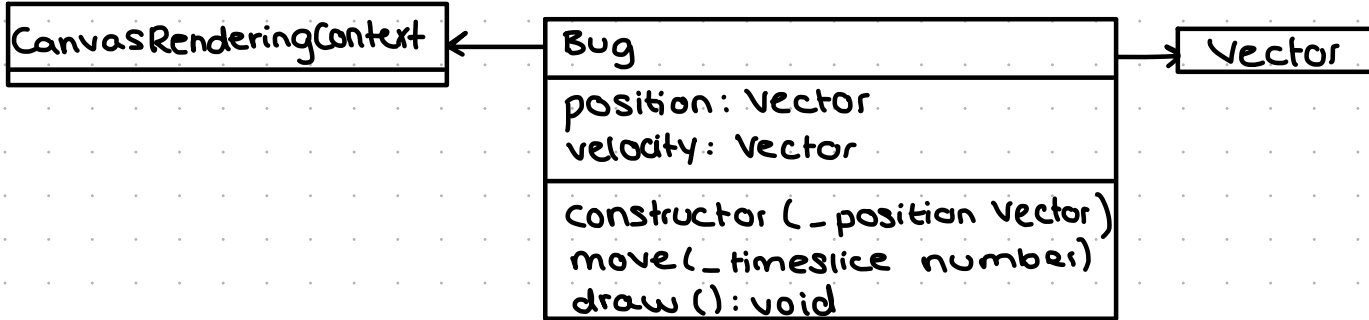 CanvasRenderingContext
Bug
position: Vector
velocity: Vector
constructor (_position Vector)
move(_timeslice number)
draw (): void
Vector